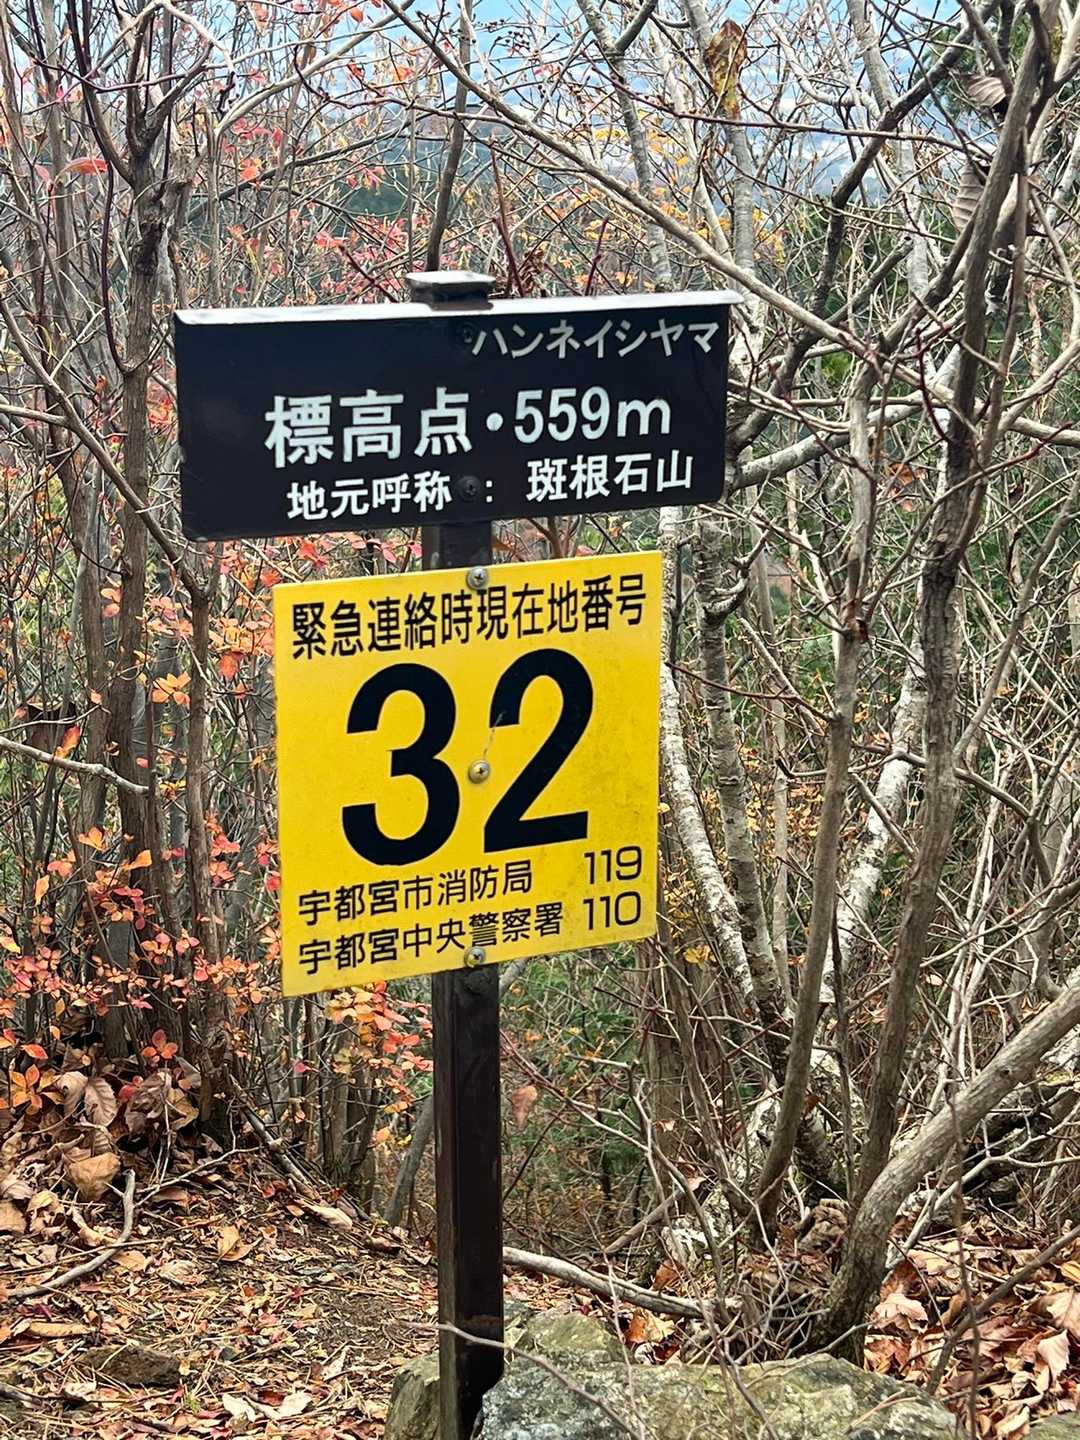 ハンネイシヤマ
標高点・559m
地元呼称 : 斑根石山
緊急連絡時現在地番号
32
宇都宮市消防局 119
宇都宮中央警察署 110